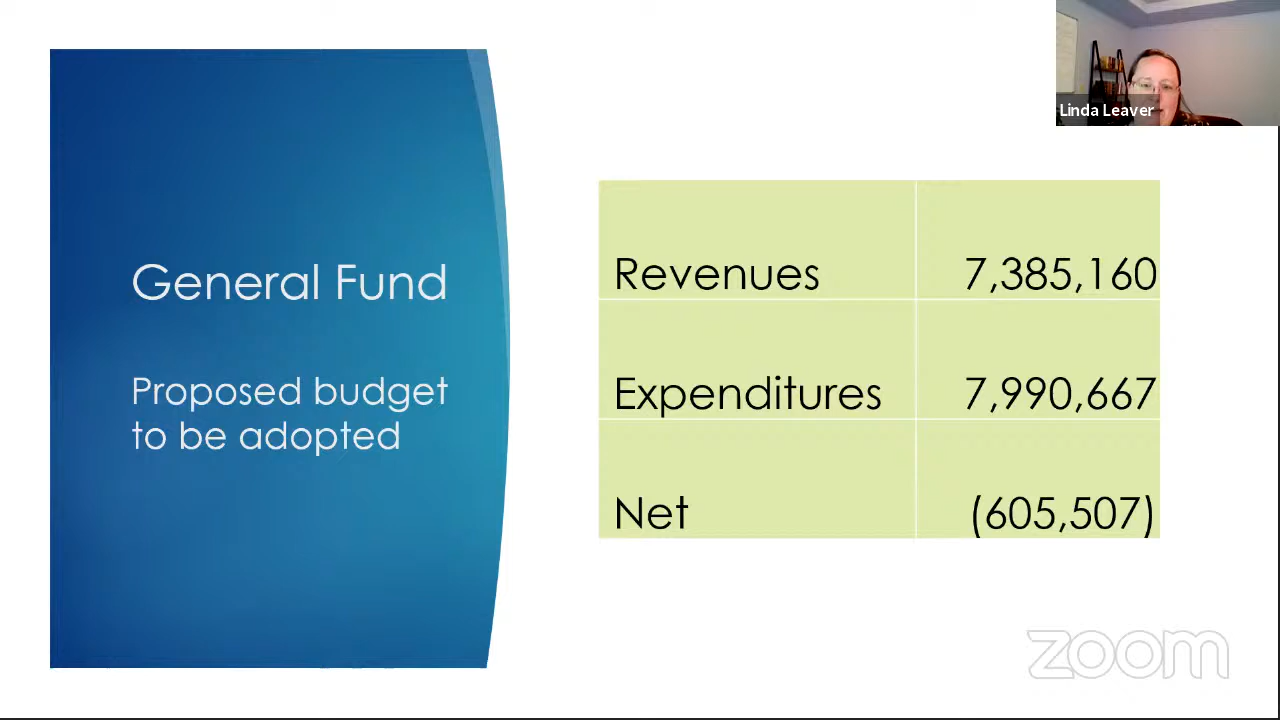 Linda Leaver
General Fund
Proposed budget
to be adopted
Revenues 7,385,160
Expenditures 7,990,667
Net (605,507)
zoom